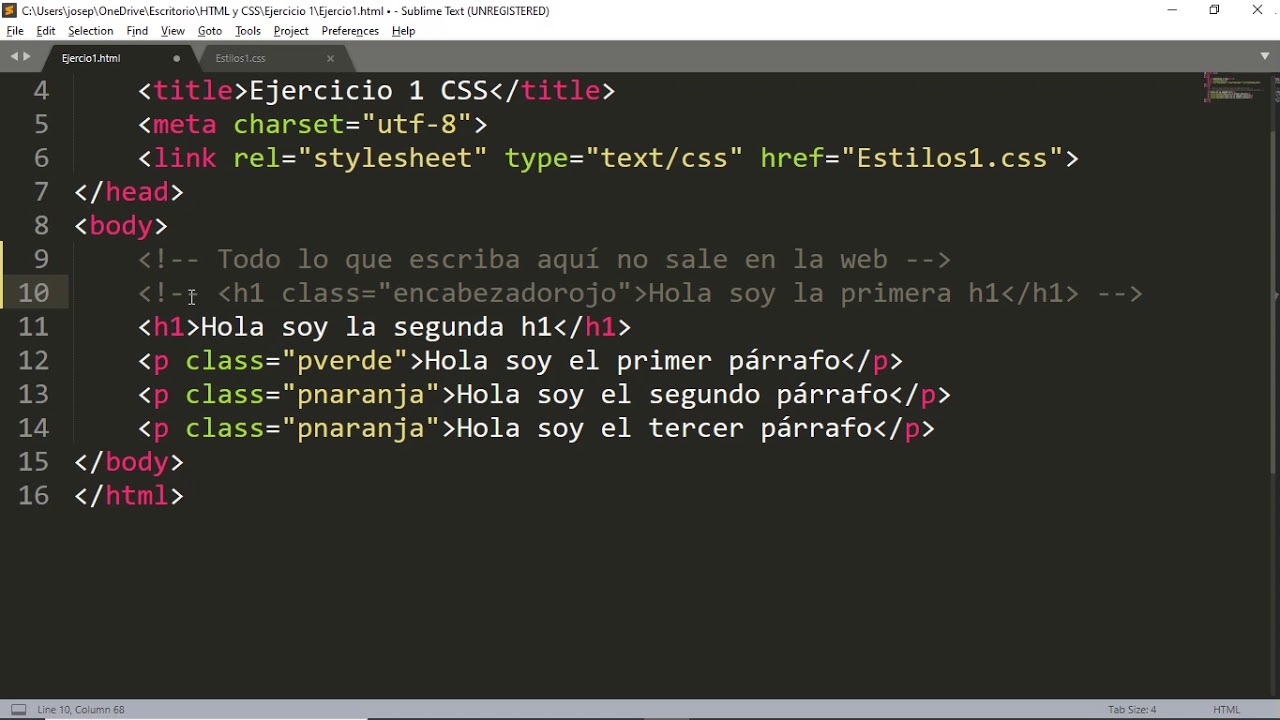 C:\Users\josep\OneDrive\Escritorio\HTML y CSS\Ejercicio 1\Ejercio1.html • - Sublime Text (UNREGISTERED)
File Edit Selection Find View Goto Tools Project Preferences Help
Ejercio1.html Estilos1.css
4 <title>Ejercicio 1 CSS</title>
5 <meta charset="utf-8">
6 <link rel="stylesheet" type="text/css" href="Estilos1.css">
7 </head>
8 <body>
9 <!-- Todo lo que escriba aquí no sale en la web -->
10 <!-- <h1 class="encabezadorojo">Hola soy la primera h1</h1> -->
11 <h1>Hola soy la segunda h1</h1>
12 <p class="pverde">Hola soy el primer párrafo</p>
13 <p class="pnaranja">Hola soy el segundo párrafo</p>
14 <p class="pnaranja">Hola soy el tercer párrafo</p>
15 </body>
16 </html>
Line 10, Column 68 Tab Size: 4 HTML